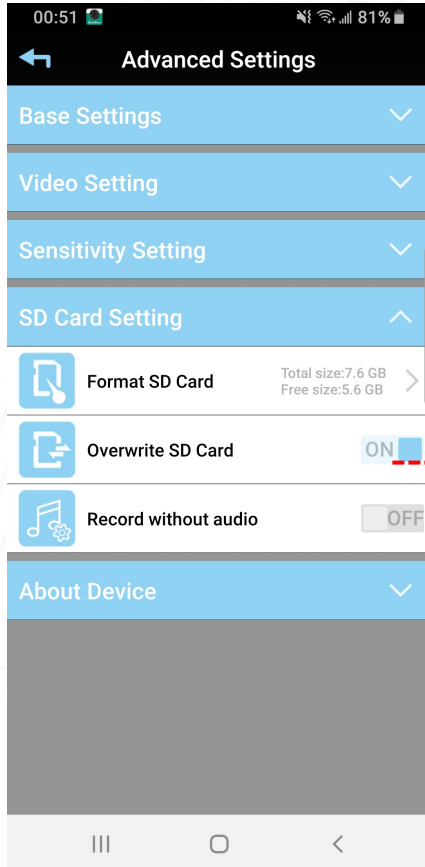 00:51 81%
Advanced Settings
Base Settings
Video Setting
Sensitivity Setting
SD Card Setting
Format SD Card
Total size:7.6 GB
Free size:5.6 GB
Overwrite SD Card
ON
Record without audio
OFF
About Device